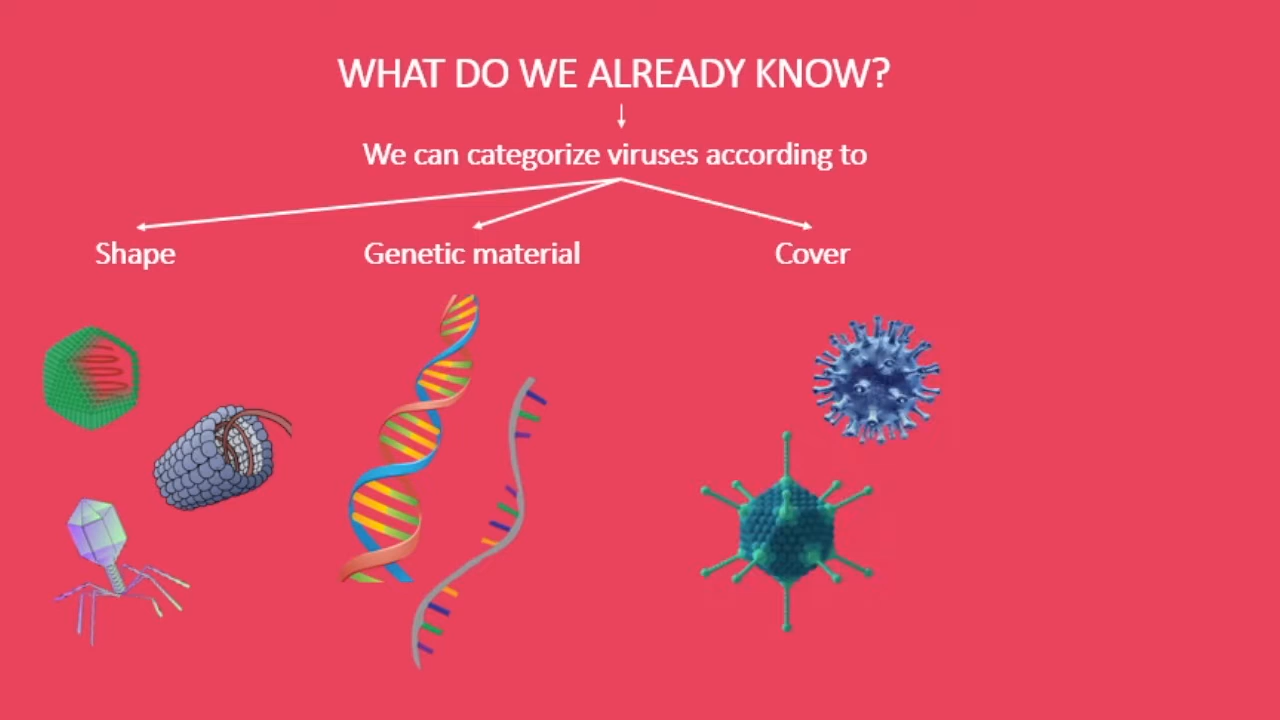 WHAT DO WE ALREADY KNOW?
We can categorize viruses according to
Shape
Genetic material
Cover